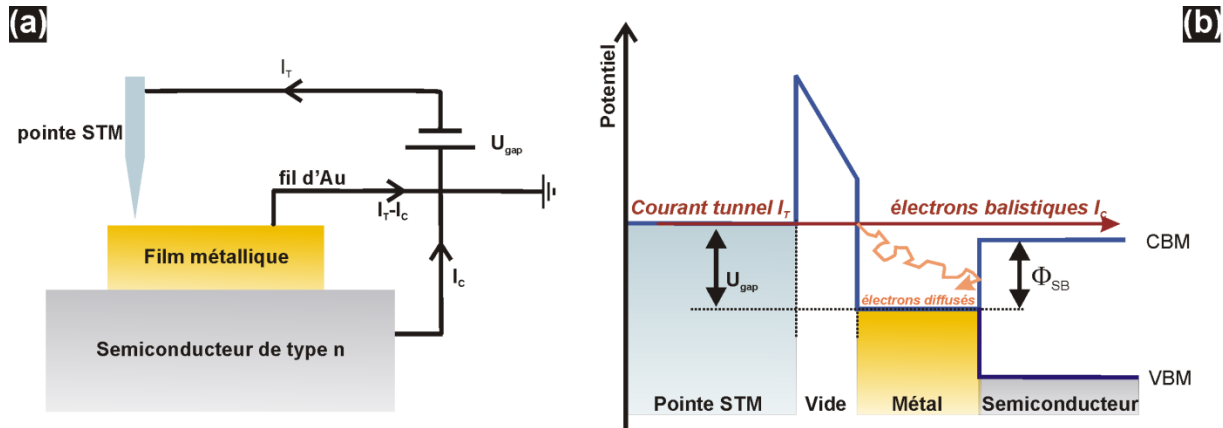 (a)
I_T
pointe STM
U_gap
fil d'Au
I_T-I_C
Film métallique
I_C
Semiconducteur de type n
(b)
Potentiel
Courant tunnel I_T
électrons balistiques I_C
CBM
U_gap
Φ_SB
électrons diffusés
VBM
Pointe STM
Vide
Métal
Semiconducteur